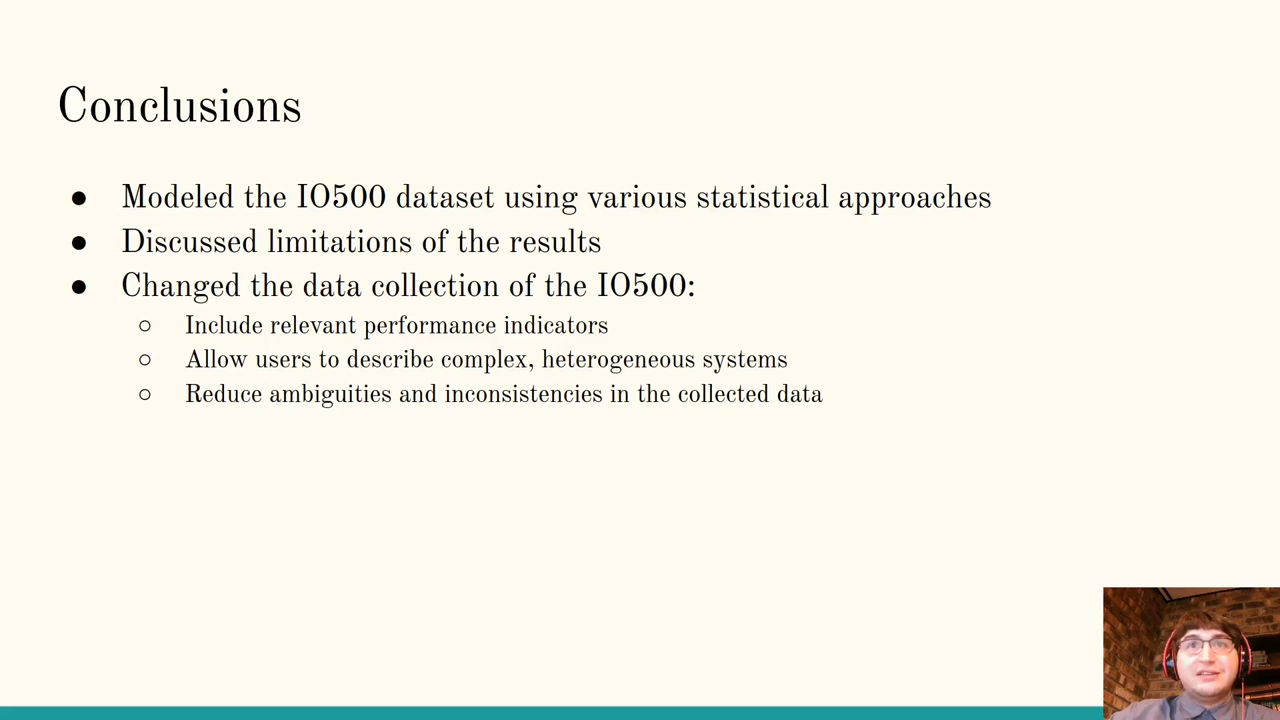 Conclusions
● Modeled the IO500 dataset using various statistical approaches
● Discussed limitations of the results
● Changed the data collection of the IO500:
○ Include relevant performance indicators
○ Allow users to describe complex, heterogeneous systems
○ Reduce ambiguities and inconsistencies in the collected data